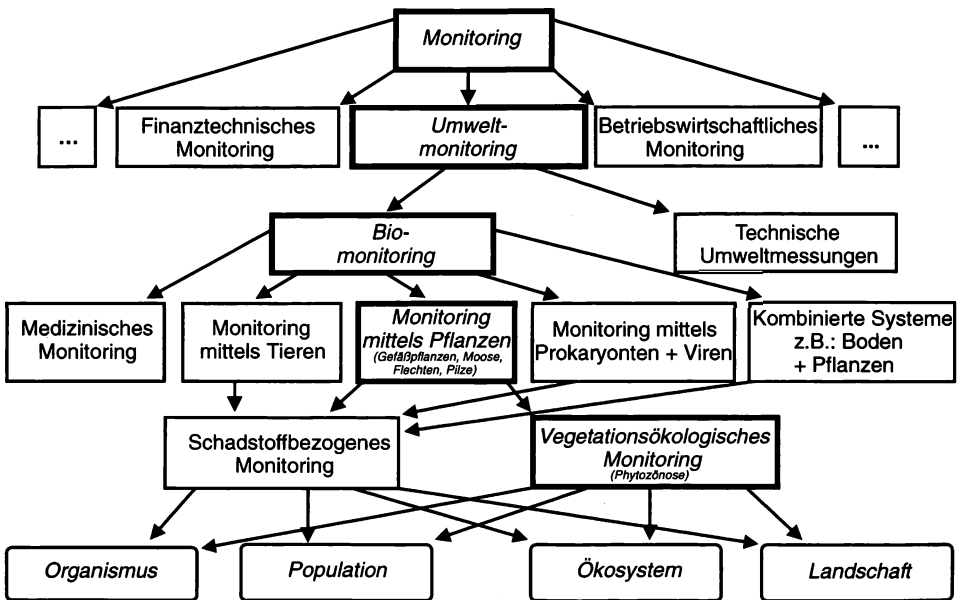 Monitoring
...
Finanztechnisches
Monitoring
Umwelt-
monitoring
Betriebswirtschaftliches
Monitoring
...
Bio-
monitoring
Technische
Umweltmessungen
Medizinisches
Monitoring
Monitoring
mittels Tieren
Monitoring
mittels Pflanzen
(Gefäßpflanzen, Moose,
Flechten, Pilze)
Monitoring mittels
Prokaryonten + Viren
Kombinierte Systeme
z.B.: Boden
+ Pflanzen
Schadstoffbezogenes
Monitoring
Vegetationsökologisches
Monitoring
(Phytozönose)
Organismus
Population
Ökosystem
Landschaft